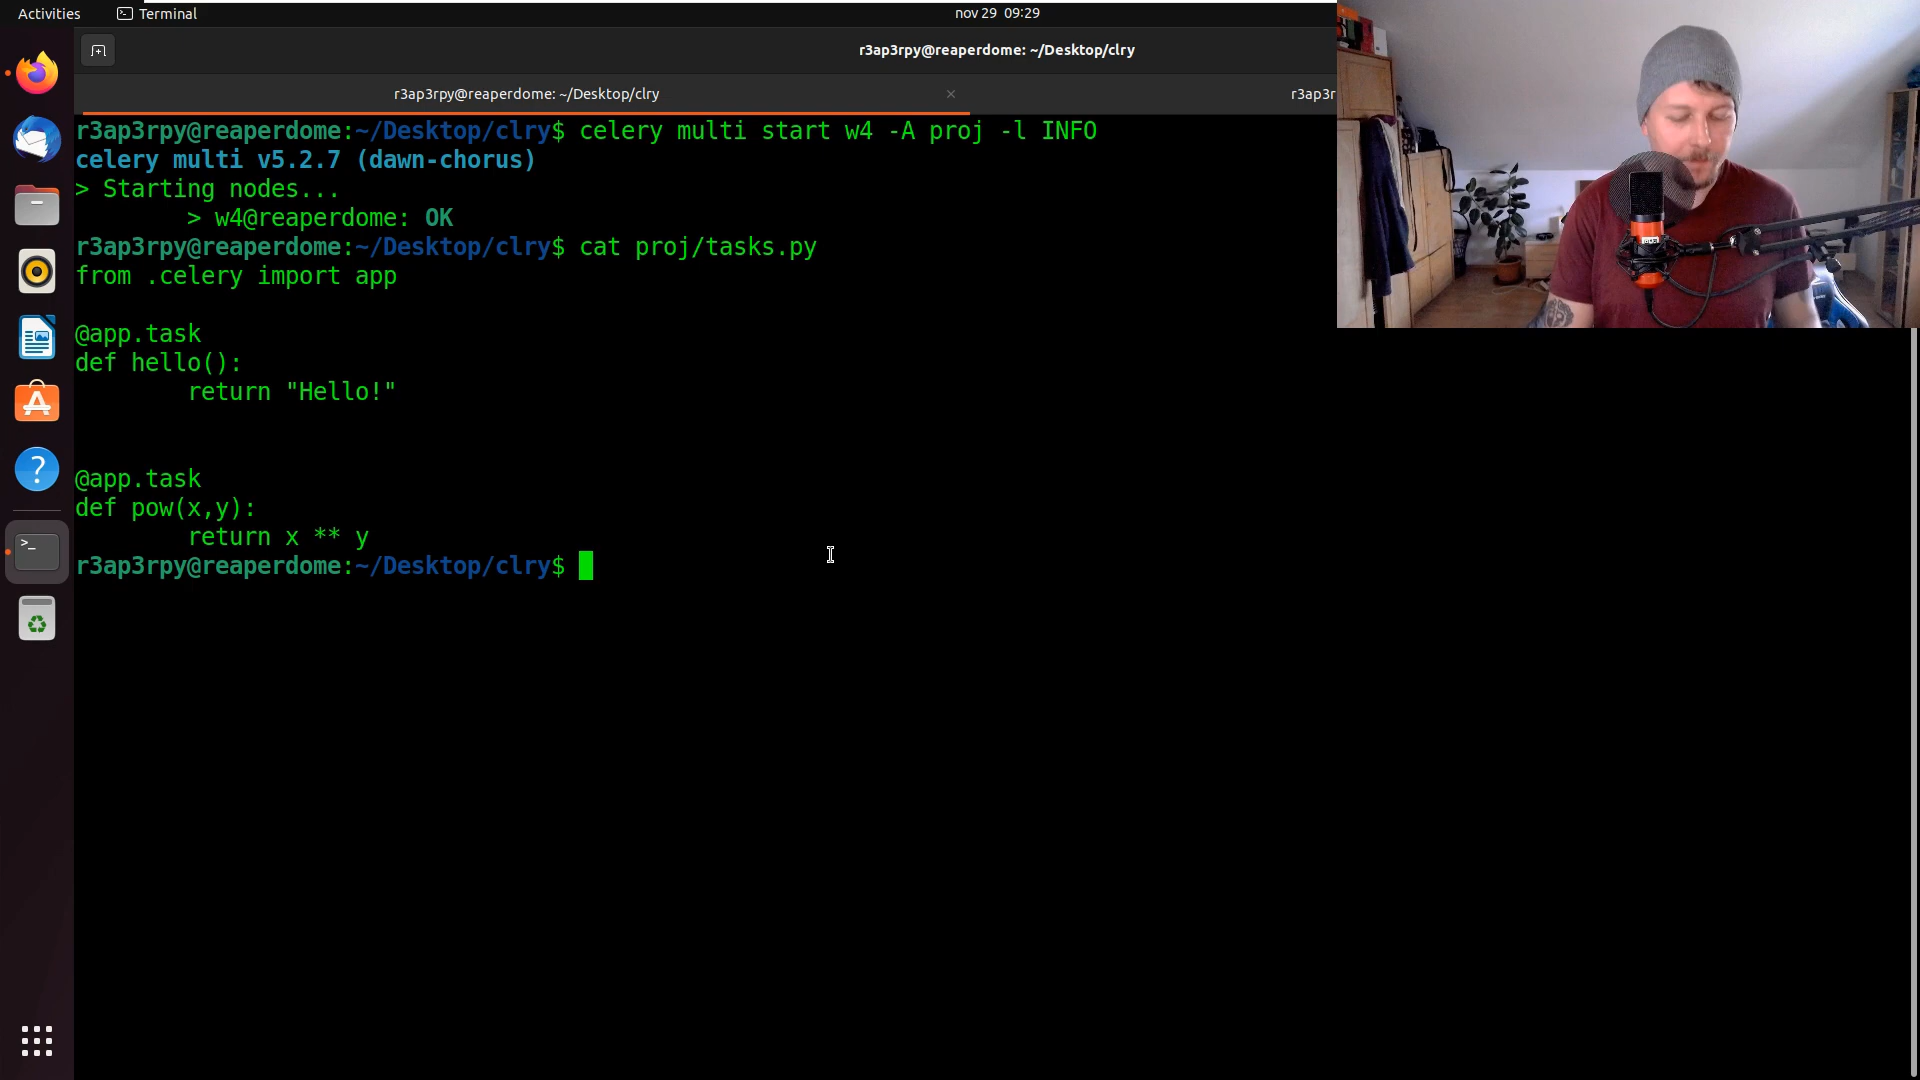 Activities
Terminal
nov 29 09:29
r3ap3rpy@reaperdome: ~/Desktop/clry
r3ap3rpy@reaperdome: ~/Desktop/clry
r3ap3r
r3ap3rpy@reaperdome:~/Desktop/clry$ celery multi start w4 -A proj -l INFO
celery multi v5.2.7 (dawn-chorus)
> Starting nodes...
> w4@reaperdome: OK
r3ap3rpy@reaperdome:~/Desktop/clry$ cat proj/tasks.py
from .celery import app
@app.task
def hello():
return "Hello!"
@app.task
def pow(x,y):
return x ** y
r3ap3rpy@reaperdome:~/Desktop/clry$